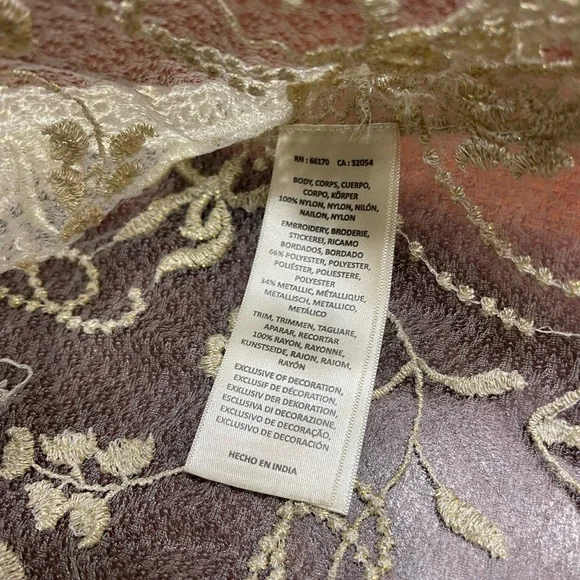 RN : 66170 CA : 32054
BODY, CORPS, CUERPO,
CORPO, KÖRPER
100% NYLON, NYLON, NILÓN,
NAILON, NYLON
EMBROIDERY, BRODERIE,
STICKEREI, RICAMO
BORDADOS, BORDADO
66% POLYESTER, POLYESTER,
POLIÉSTER, POLIESTERE,
POLYESTER
34% METALLIC, MÉTALLIQUE,
METALLISCH, METALLICO,
METÁLICO
TRIM, TRIMMEN, TAGLIARE,
APARAR, RECORTAR
100% RAYON, RAYONNE,
KUNSTSEIDE, RAION, RAYOM,
RAYÓN
EXCLUSIVE OF DECORATION,
EXCLUSIF DE DÉCORATION,
EXKLUSIV DER DEKORATION,
ESCLUSIVA DI DECORAZIONE,
EXCLUSIVO DE DECORAÇÃO,
EXCLUSIVO DE DECORACIÓN
HECHO EN INDIA